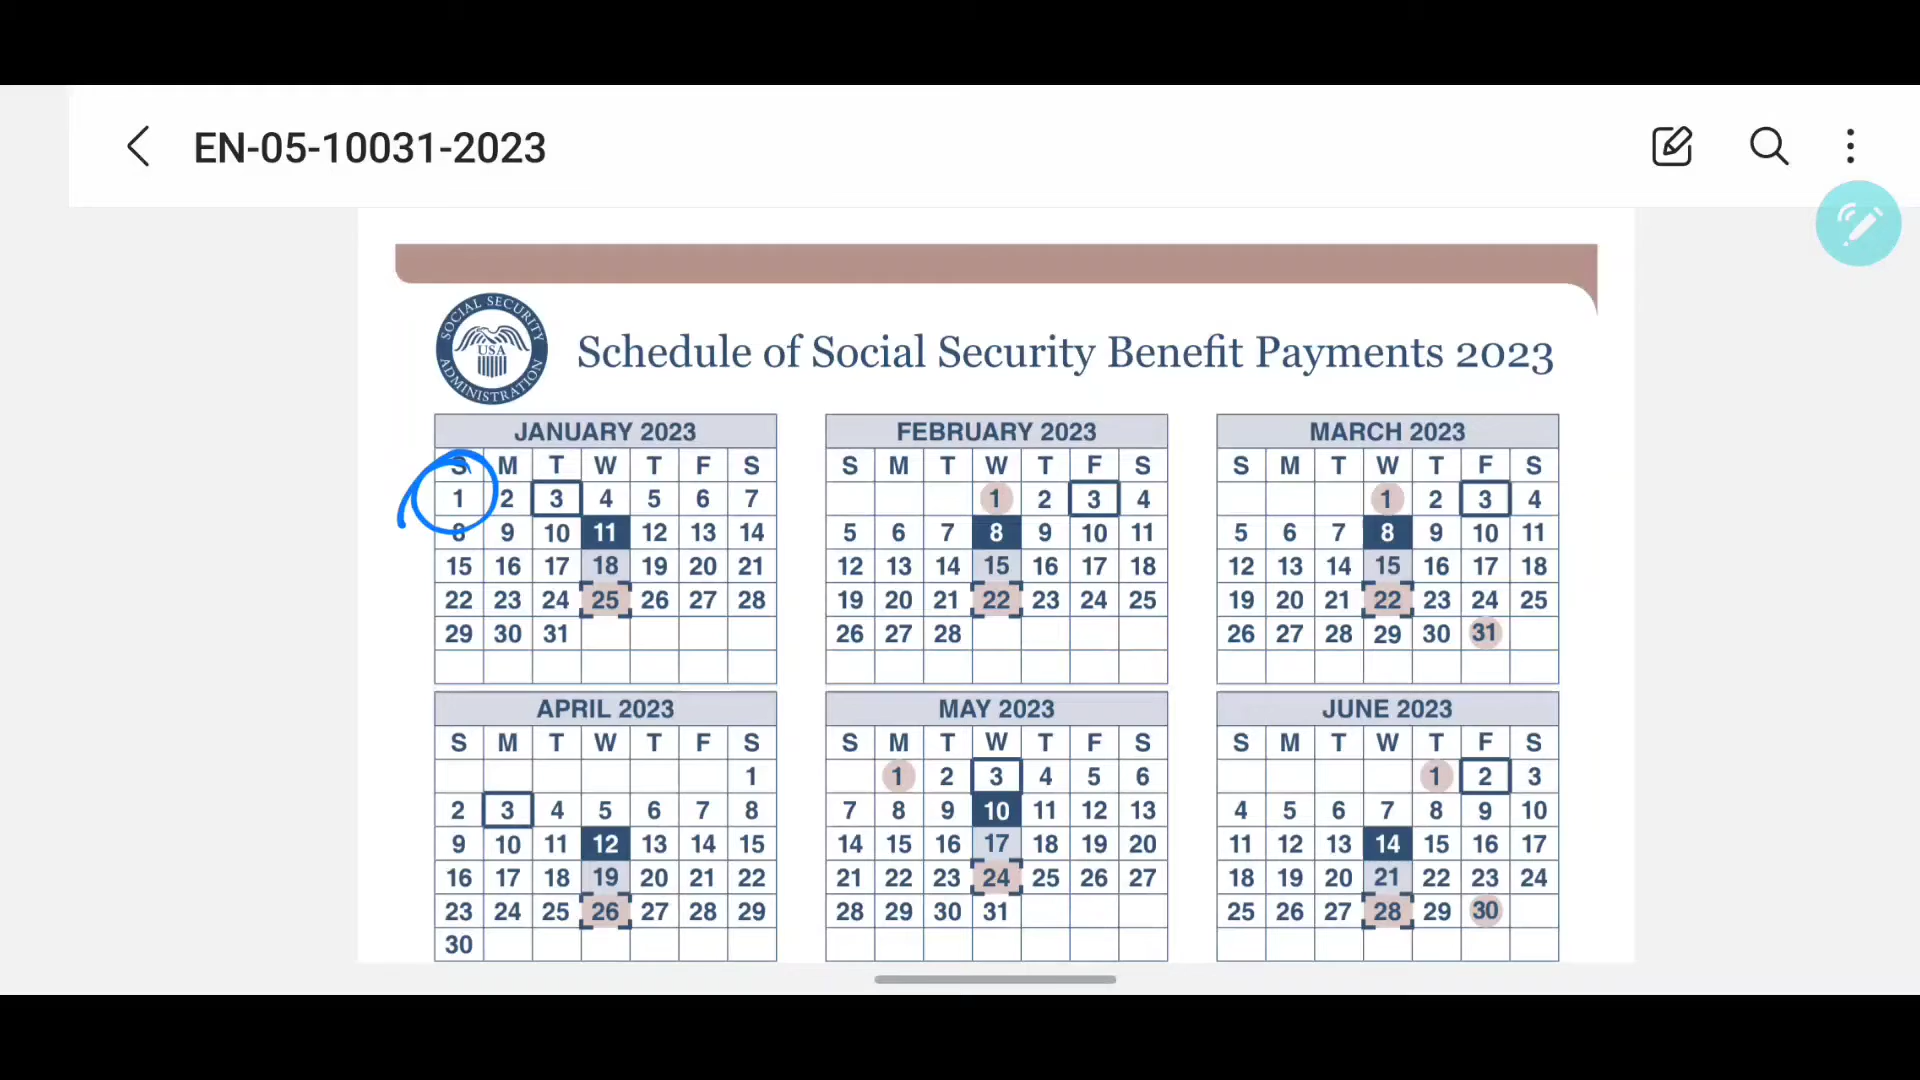 EN-05-10031-2023
SOCIAL SECURITY ADMINISTRATION
USA
Schedule of Social Security Benefit Payments 2023
JANUARY 2023
S M T W T F S
1 2 3 4 5 6 7
8 9 10 11 12 13 14
15 16 17 18 19 20 21
22 23 24 25 26 27 28
29 30 31
FEBRUARY 2023
S M T W T F S
1 2 3 4
5 6 7 8 9 10 11
12 13 14 15 16 17 18
19 20 21 22 23 24 25
26 27 28
MARCH 2023
S M T W T F S
1 2 3 4
5 6 7 8 9 10 11
12 13 14 15 16 17 18
19 20 21 22 23 24 25
26 27 28 29 30 31
APRIL 2023
S M T W T F S
1
2 3 4 5 6 7 8
9 10 11 12 13 14 15
16 17 18 19 20 21 22
23 24 25 26 27 28 29
30
MAY 2023
S M T W T F S
1 2 3 4 5 6
7 8 9 10 11 12 13
14 15 16 17 18 19 20
21 22 23 24 25 26 27
28 29 30 31
JUNE 2023
S M T W T F S
1 2 3
4 5 6 7 8 9 10
11 12 13 14 15 16 17
18 19 20 21 22 23 24
25 26 27 28 29 30